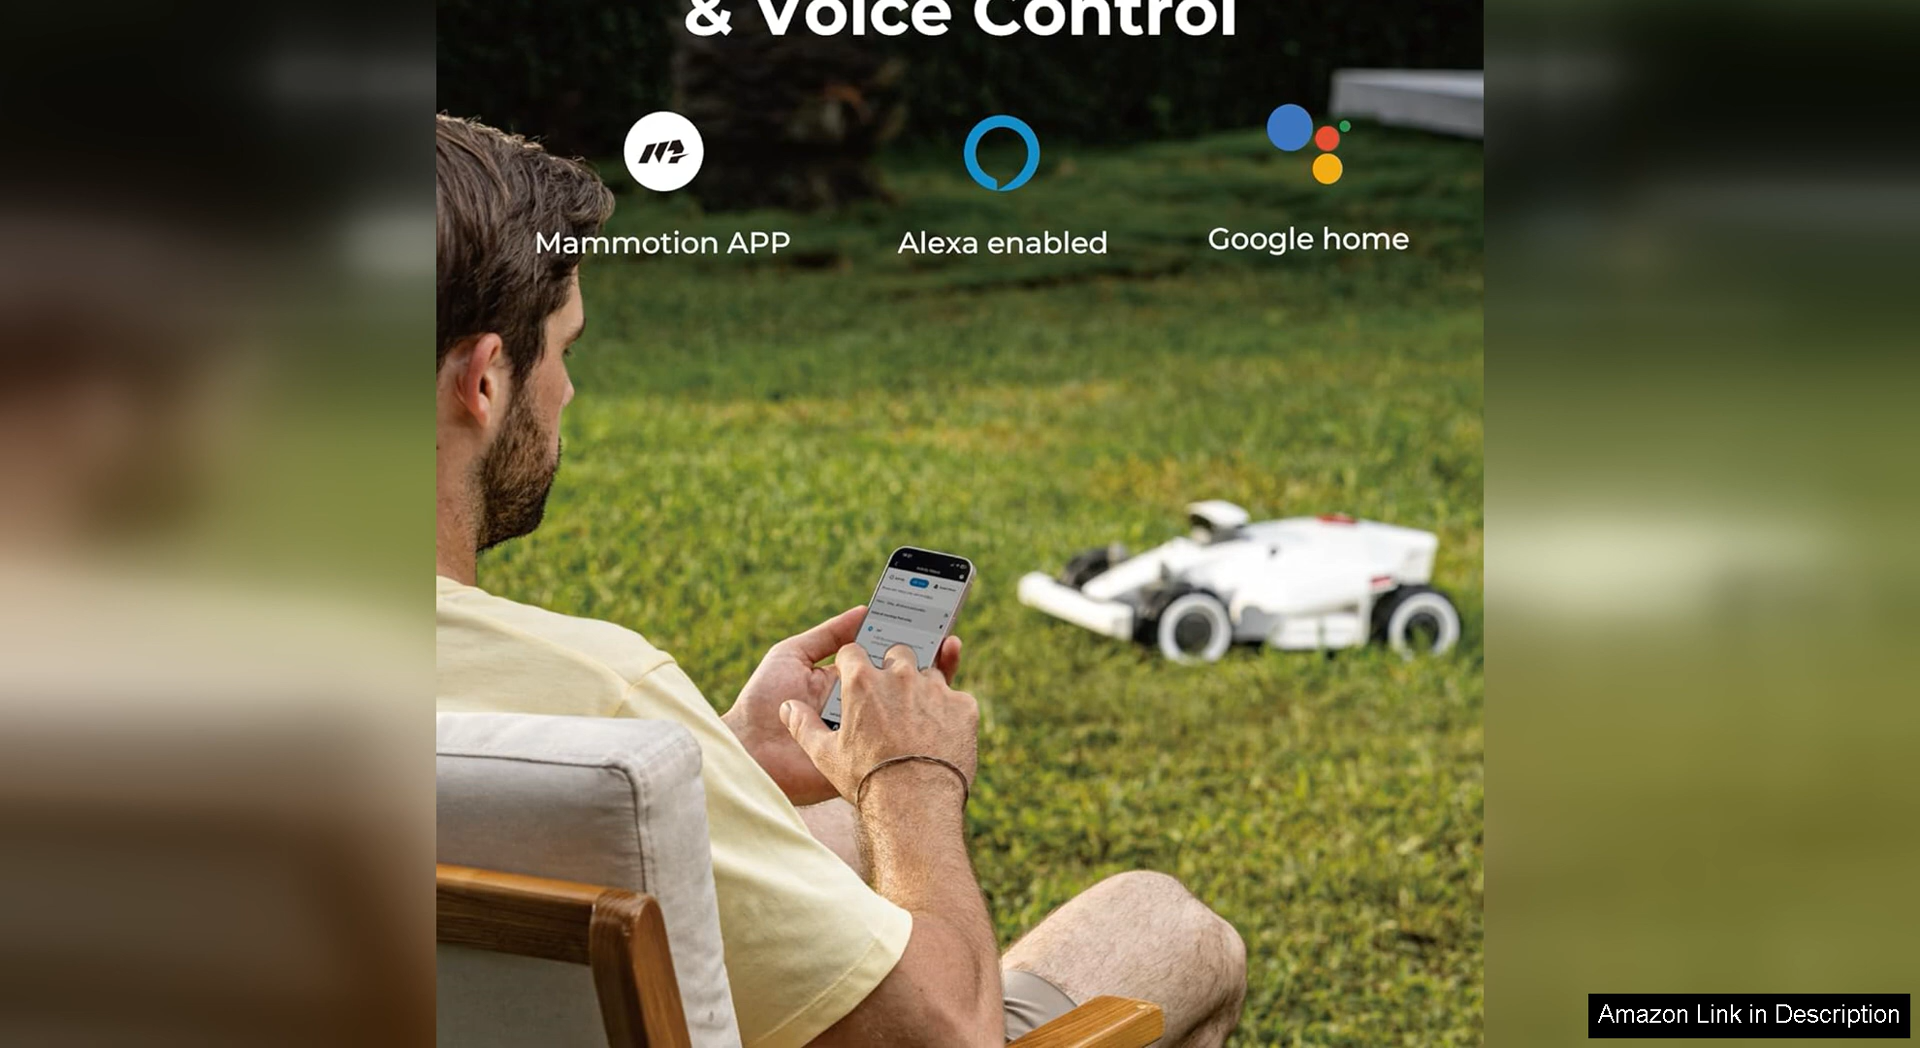 & Voice Control
Mammotion APP
Alexa enabled
Google home
Amazon Link in Description